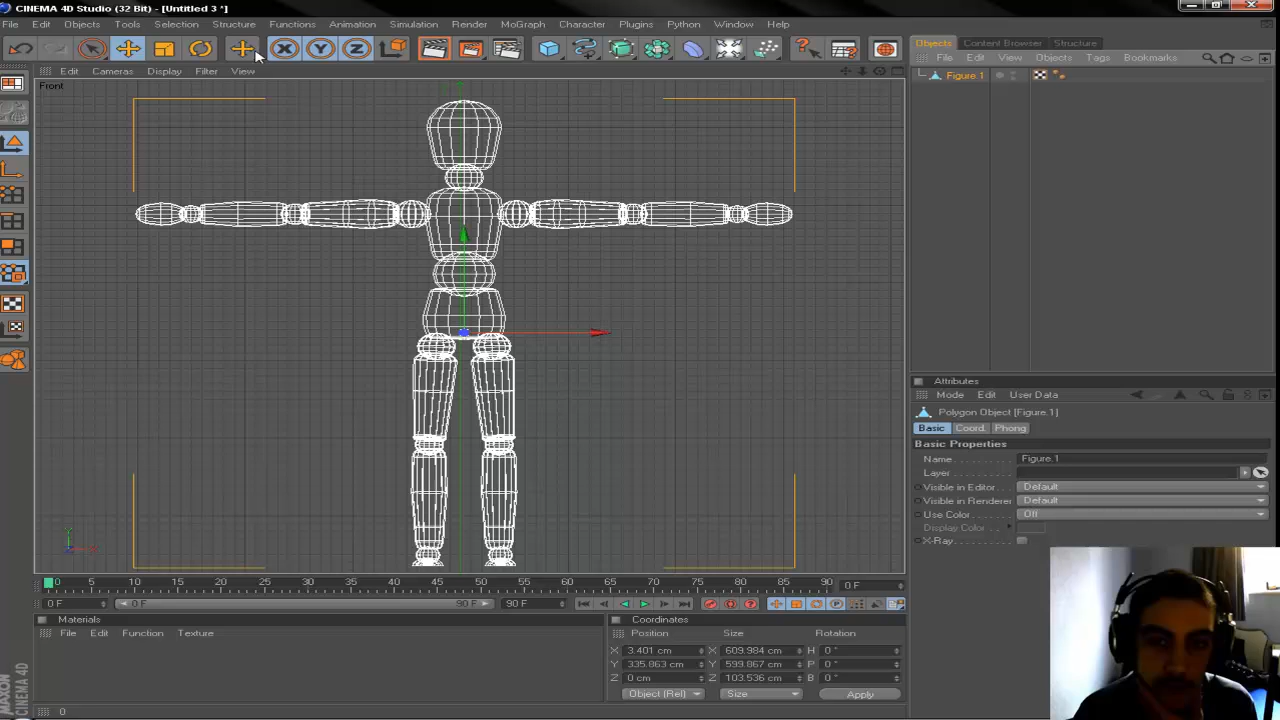 CINEMA 4D Studio (32 Bit) - [Untitled 3 *]
File Edit View Tools Selection Structure Functions Animation Simulation Render MoGraph Character Plugins Python Window Help
X Y Z
Edit Cameras Display Filter View
Front
Y
0 5 10 15 20 25 30 35 40 45 50 55 60 65 70 75 80 85 90 0 F
0 F 0 F 90 F 90 F
Materials
File Edit Function Texture
MAXON CINEMA 4D
0
Coordinates
Position Size Rotation
X 3.401 cm X 609.984 cm H 0 °
Y 335.863 cm Y 599.867 cm P 0 °
Z 0 cm Z 103.536 cm B 0 °
Object (Rel) Size Apply
Objects Content Browser Structure
File Edit View Objects Tags Bookmarks
Figure.1
Attributes
Mode Edit User Data
Polygon Object [Figure.1]
Basic Coord. Phong
Basic Properties
Name Figure.1
Layer
Visible in Editor Default
Visible in Renderer Default
Use Color Off
Display Color
X-Ray